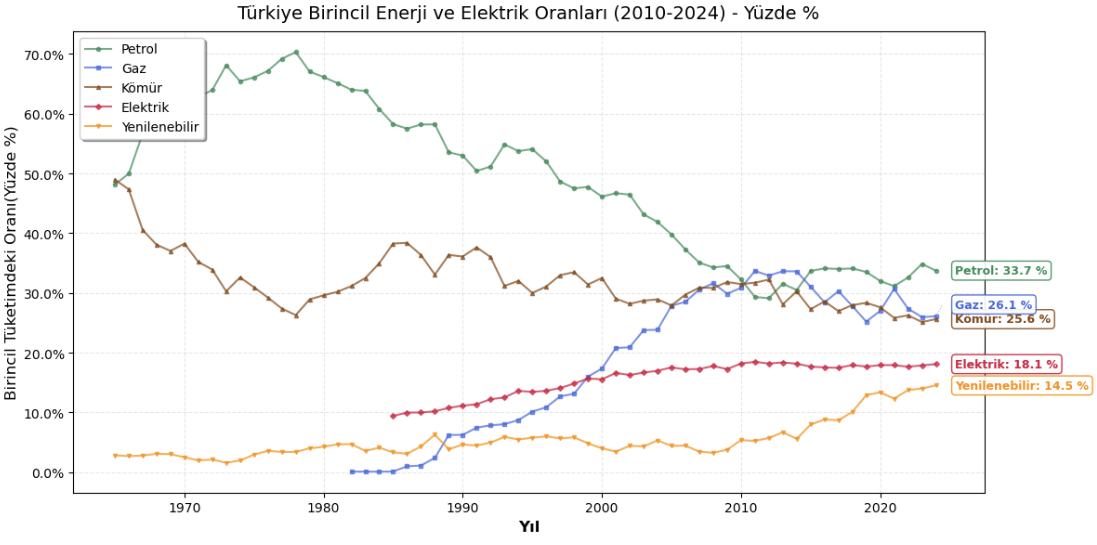 Türkiye Birincil Enerji ve Elektrik Oranları (2010-2024) - Yüzde %
Petrol
Gaz
Kömür
Elektrik
Yenilenebilir
Birincil Tüketimdeki Oranı(Yüzde %)
70.0%
60.0%
50.0%
40.0%
30.0%
20.0%
10.0%
0.0%
Petrol: 33.7 %
Gaz: 26.1 %
Kömür: 25.6 %
Elektrik: 18.1 %
Yenilenebilir: 14.5 %
1970
1980
1990
2000
2010
2020
Yıl